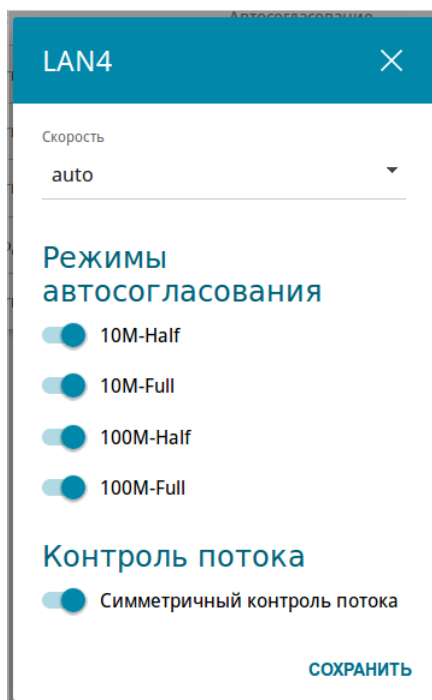 Автосогласование
LAN4
Скорость
auto
Режимы
автосогласования
10M-Half
10M-Full
100M-Half
100M-Full
Контроль потока
Симметричный контроль потока
СОХРАНИТЬ